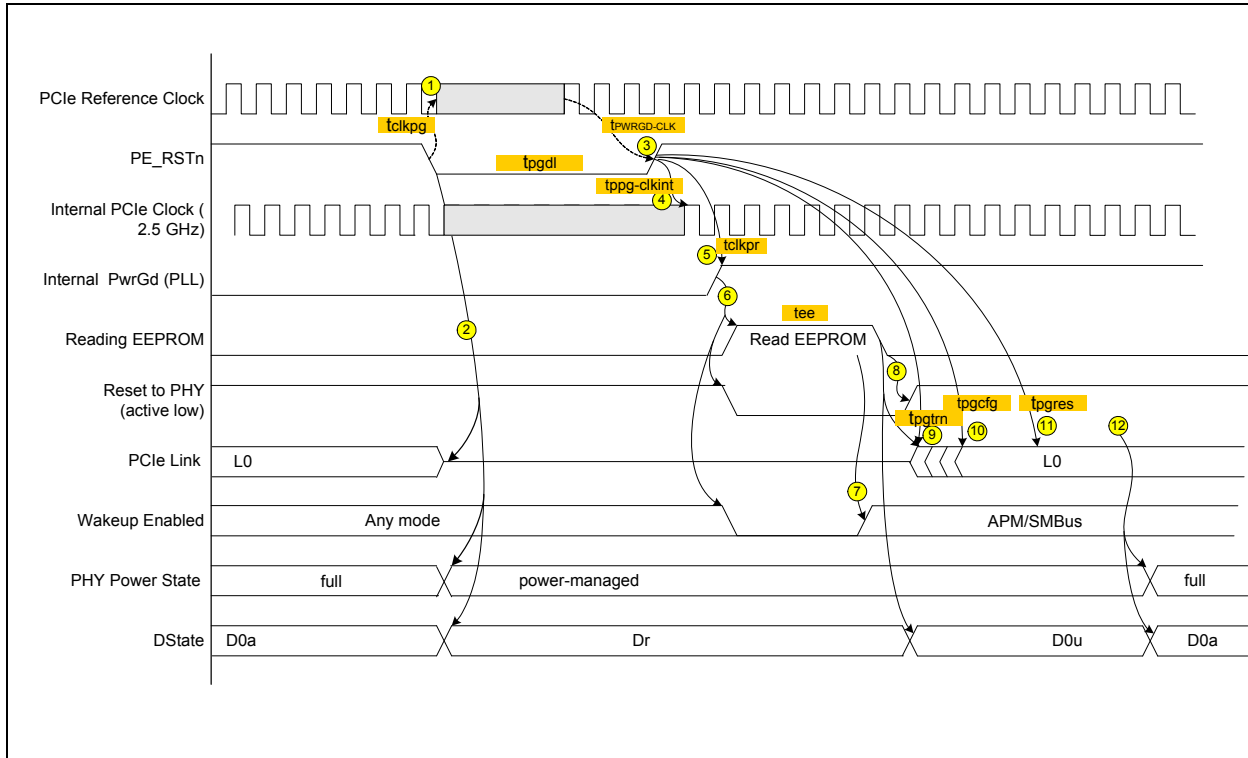 1
PCIe Reference Clock
tclkpg
tPWRGD-CLK
3
PE_RSTn
tpgdl
tppg-clkint
4
Internal PCIe Clock (
2.5 GHz)
tclkpr
5
Internal PwrGd (PLL)
6
tee
2
Reading EEPROM
Read EEPROM
8
Reset to PHY
(active low)
tpgcfg
tpgres
tpgtrn
9
10
11
12
PCIe Link
L0
L0
7
Wakeup Enabled
Any mode
APM/SMBus
PHY Power State
full
power-managed
full
DState
D0a
Dr
D0u
D0a